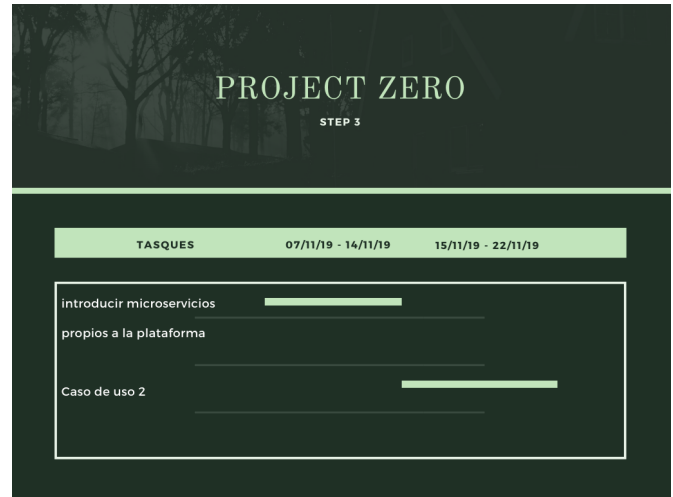 PROJECT ZERO
STEP 3
TASQUES 07/11/19 - 14/11/19 15/11/19 - 22/11/19
introducir microservicios
propios a la plataforma
Caso de uso 2